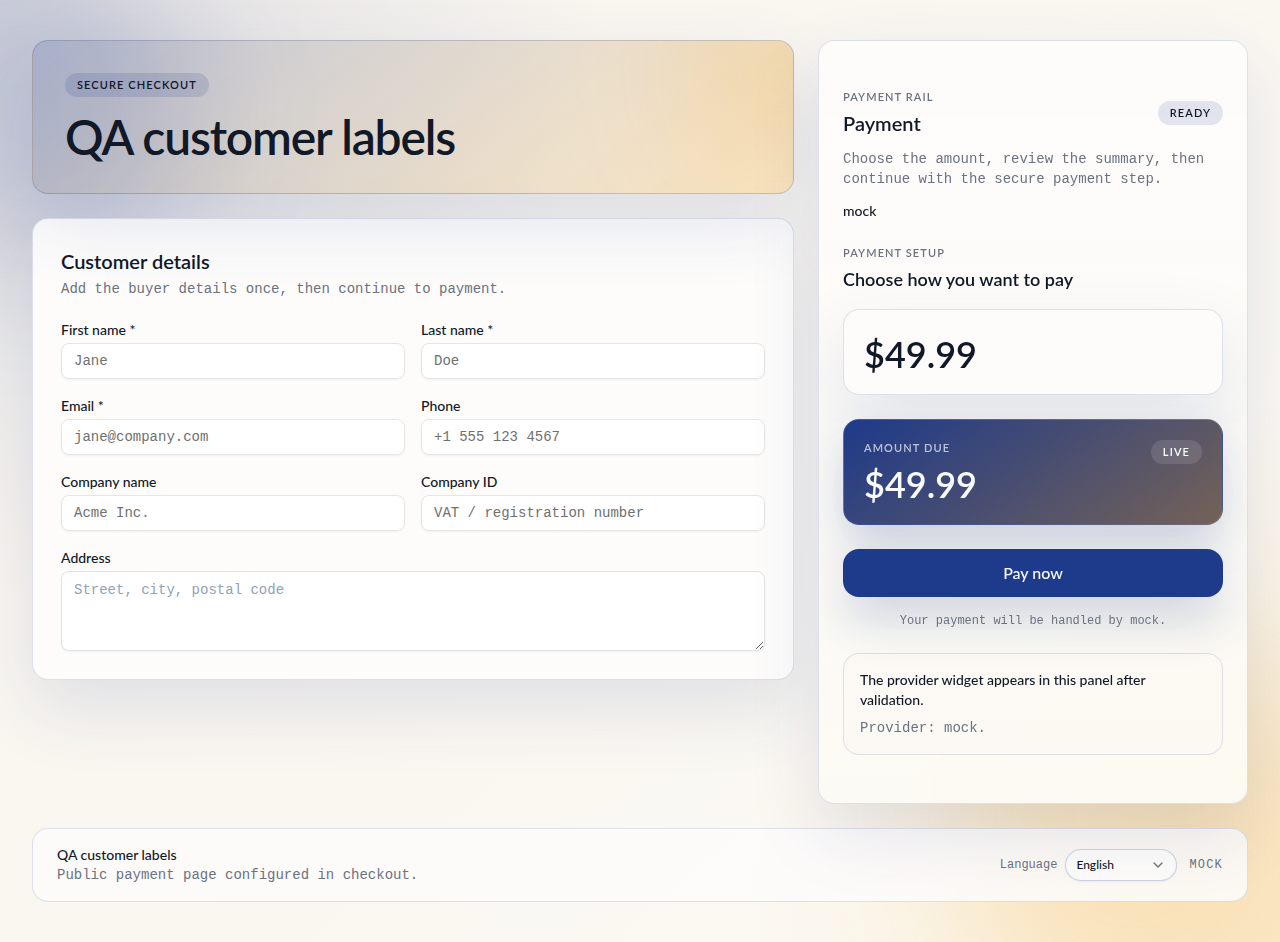 SECURE CHECKOUT
QA customer labels
Customer details
Add the buyer details once, then continue to payment.
First name *
Last name *
Jane
Doe
Email *
Phone
jane@company.com
+1 555 123 4567
Company name
Company ID
Acme Inc.
VAT / registration number
Address
Street, city, postal code
PAYMENT RAIL
Payment
READY
Choose the amount, review the summary, then
continue with the secure payment step.
mock
PAYMENT SETUP
Choose how you want to pay
$49.99
AMOUNT DUE
LIVE
$49.99
Pay now
Your payment will be handled by mock.
The provider widget appears in this panel after
validation.
Provider: mock.
QA customer labels
Public payment page configured in checkout.
Language
English
MOCK